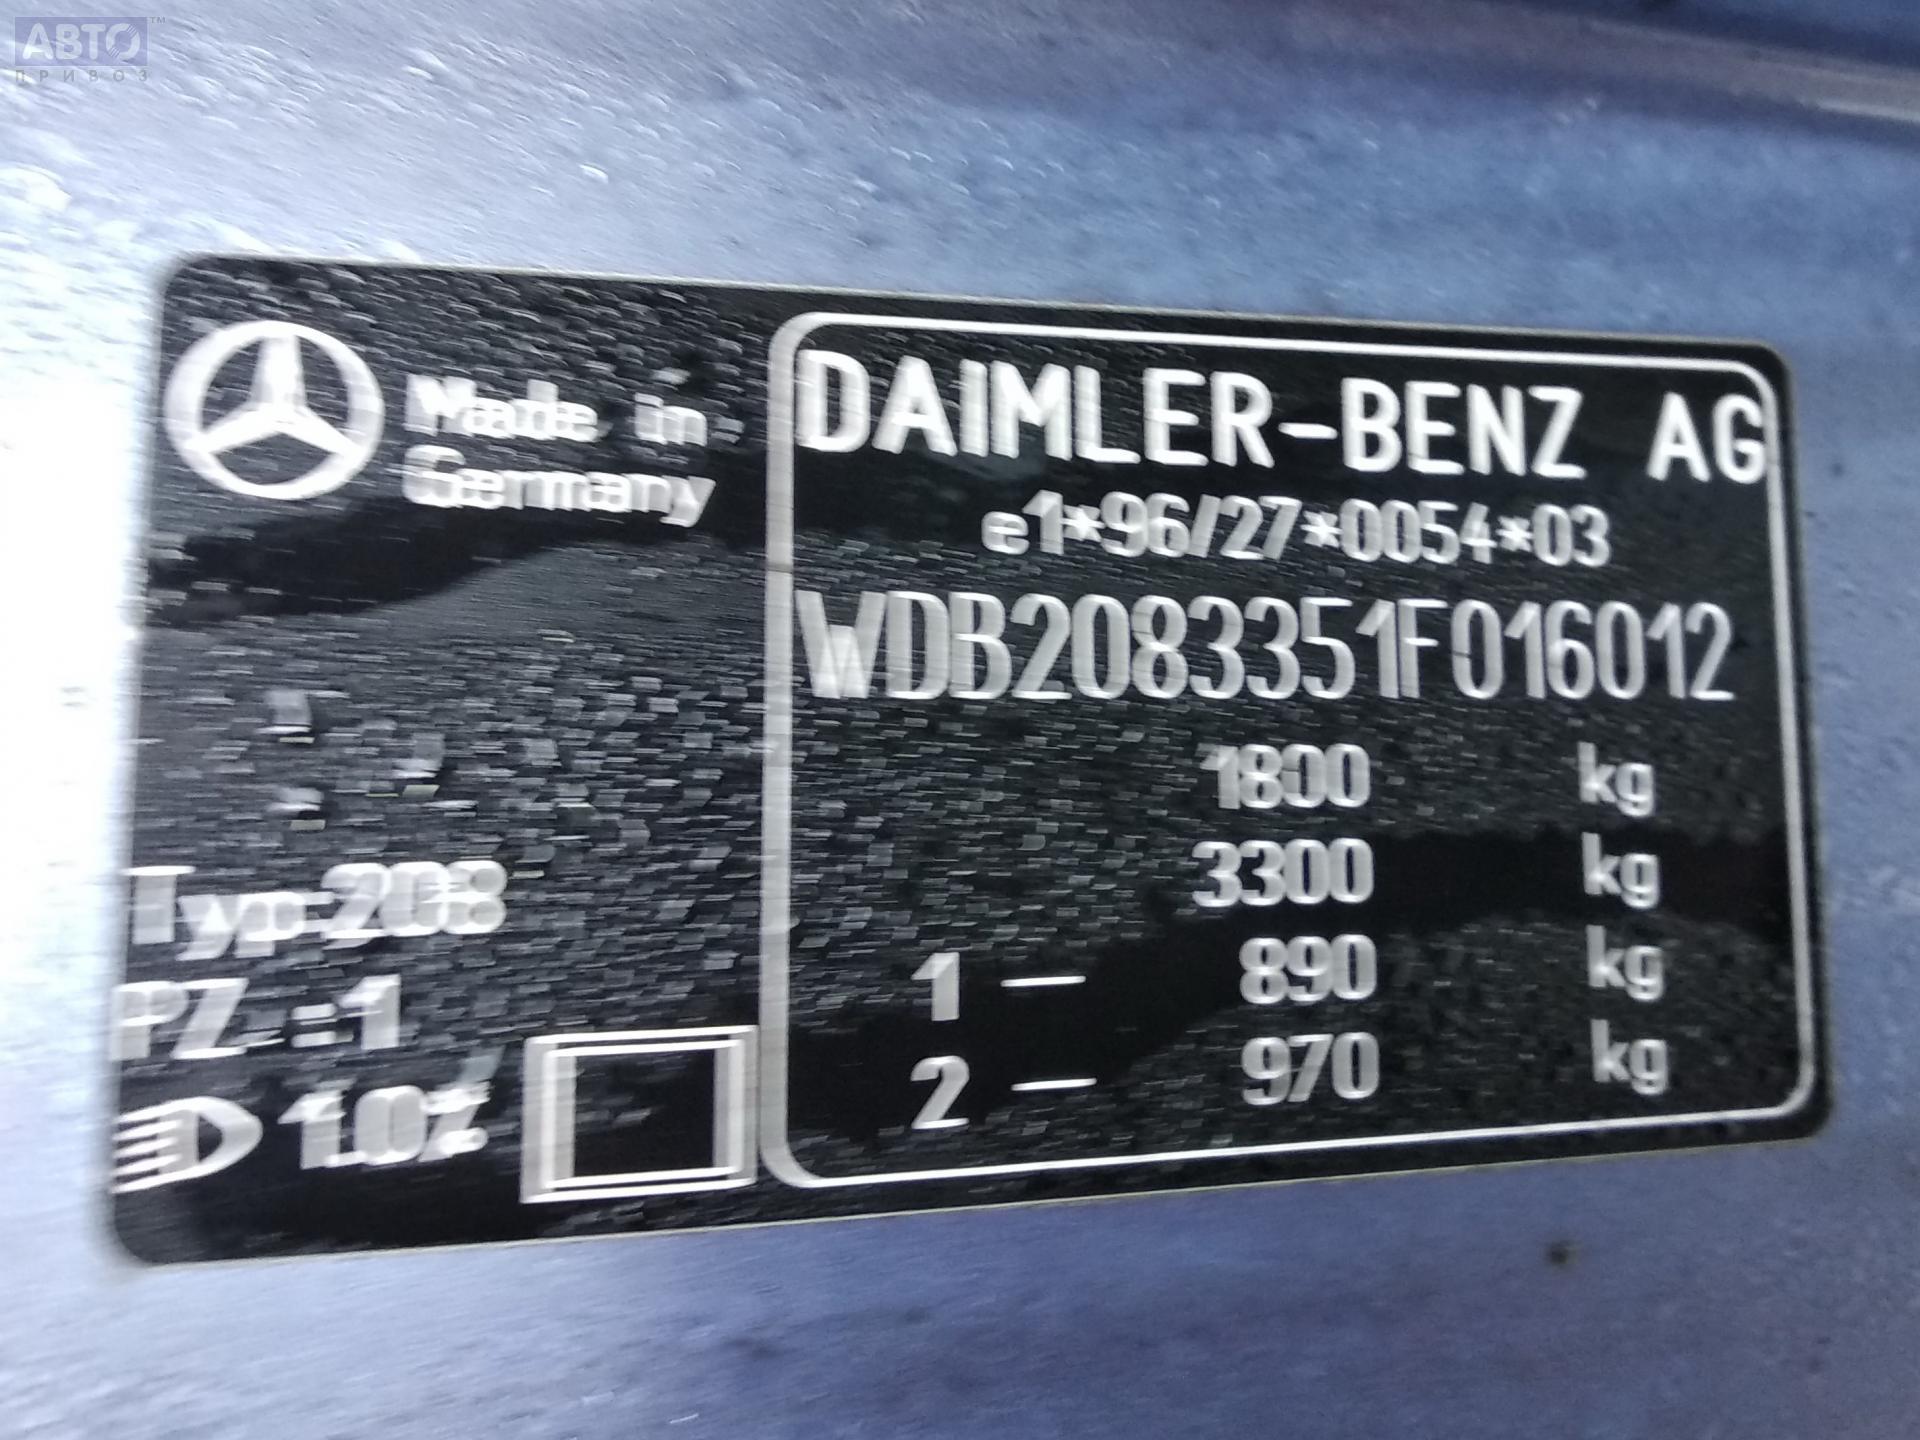 АВТО™
ПРИВОЗ
Made in
Germany
Typ:208
PZ.=1
1.0%
DAIMLER-BENZ AG
e1*96/27*0054*03
WDB2083351F016012
1800 kg
3300 kg
1 — 890 kg
2 — 970 kg